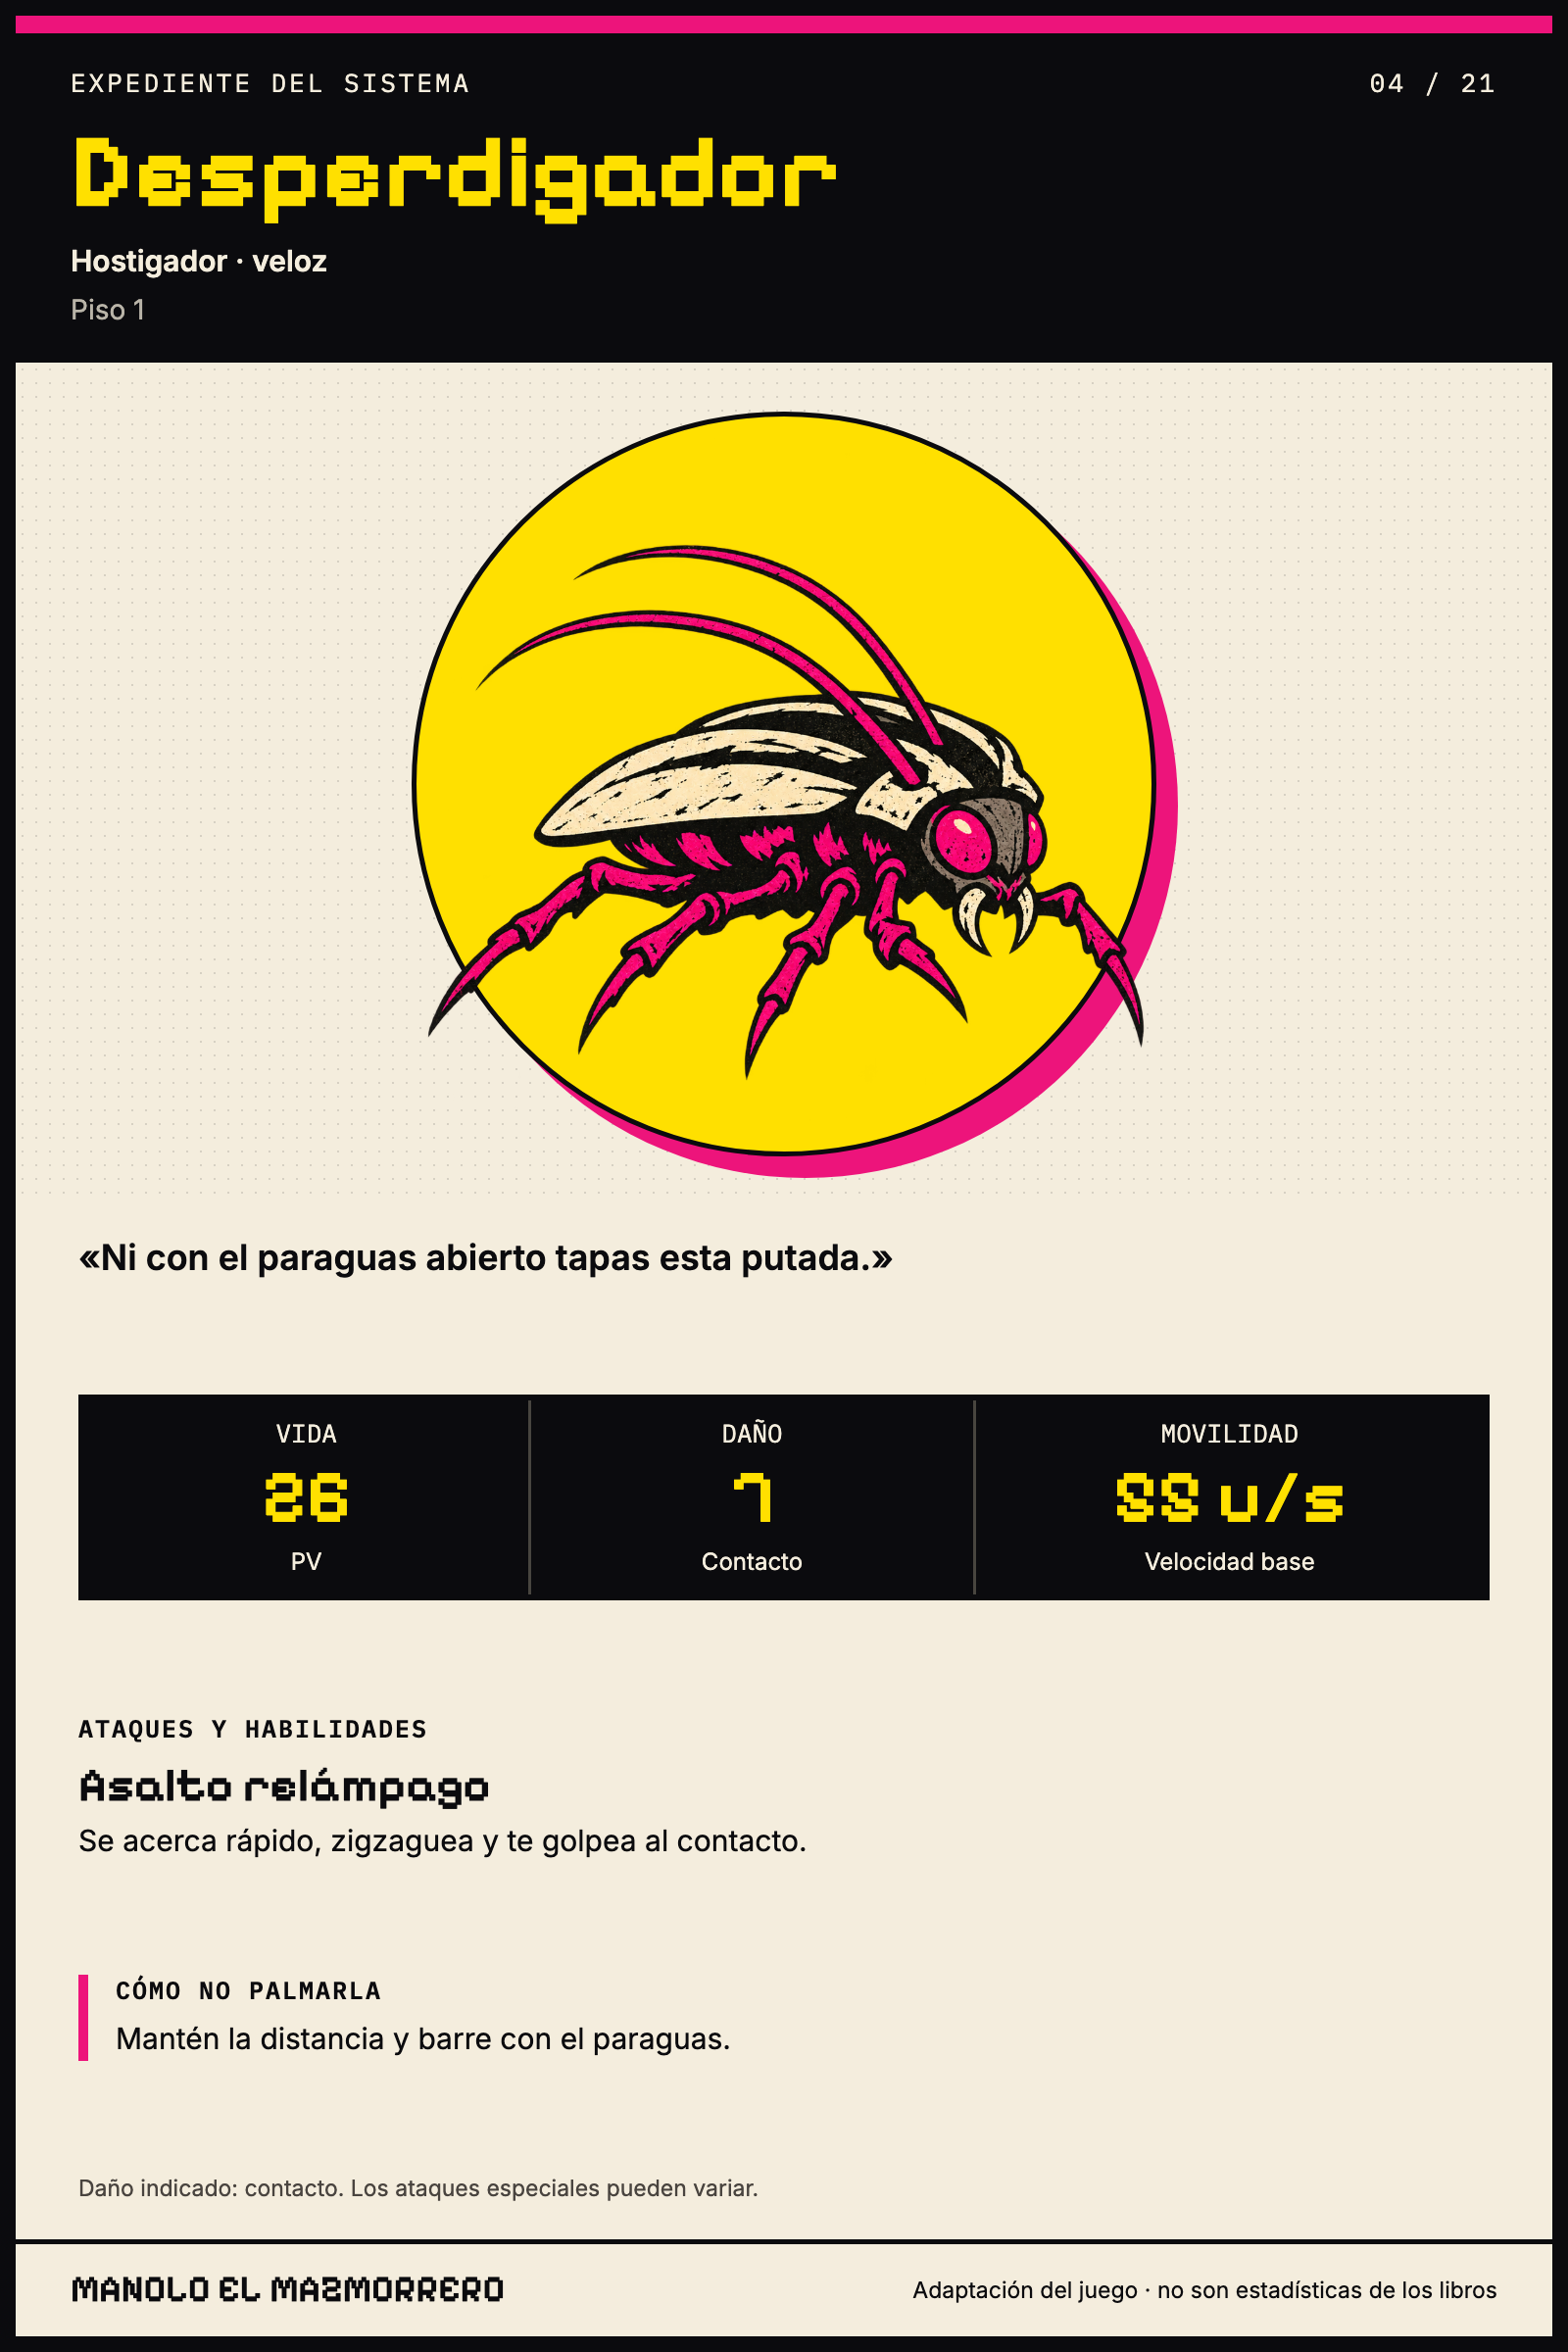 EXPEDIENTE DEL SISTEMA
04 / 21
Desperdigador
Hostigador · veloz
Piso 1
«Ni con el paraguas abierto tapas esta putada.»
VIDA
26
PV
DAÑO
7
Contacto
MOVILIDAD
88 u/s
Velocidad base
ATAQUES Y HABILIDADES
Asalto relámpago
Se acerca rápido, zigzaguea y te golpea al contacto.
CÓMO NO PALMARLA
Mantén la distancia y barre con el paraguas.
Daño indicado: contacto. Los ataques especiales pueden variar.
MANOLO EL MAZMORRERO
Adaptación del juego · no son estadísticas de los libros